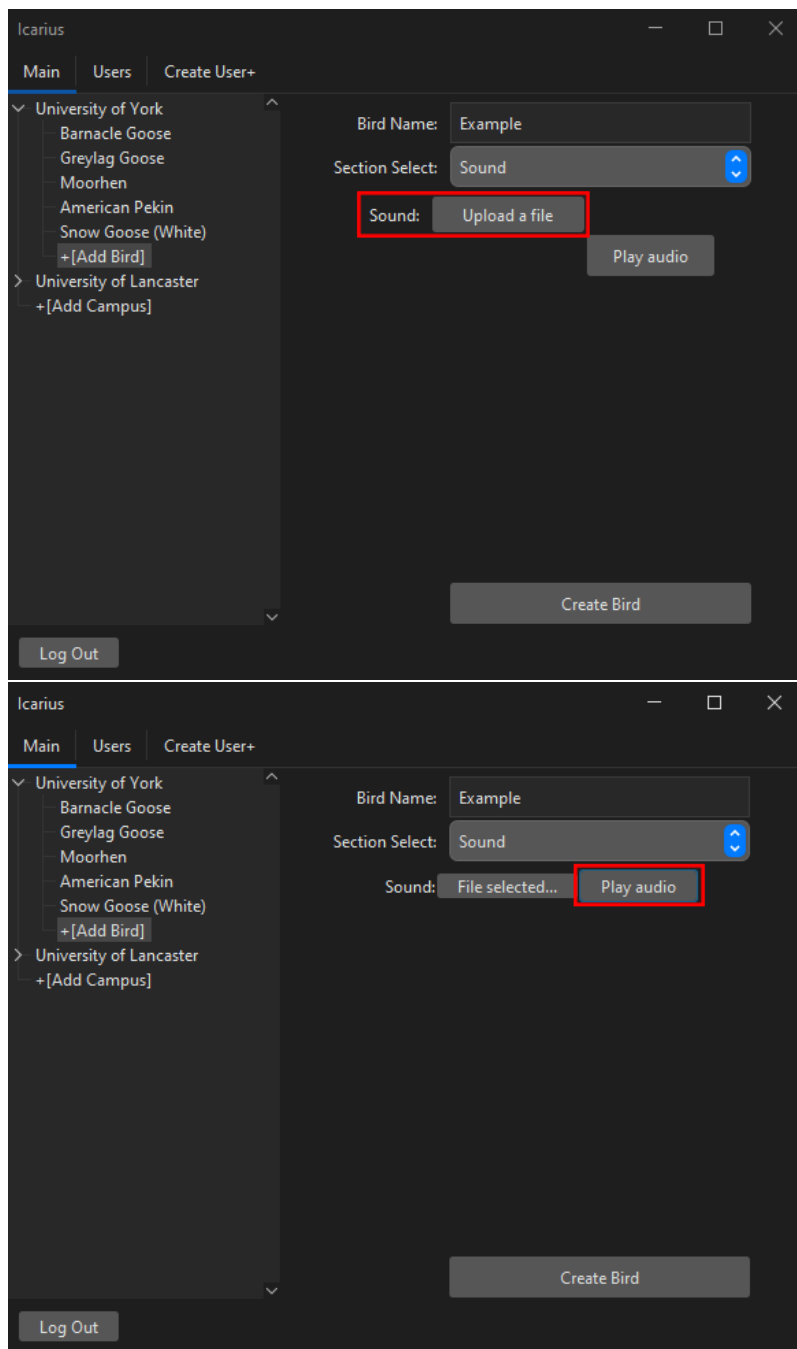 Icarius
Main Users Create User+
University of York
Barnacle Goose
Greylag Goose
Moorhen
American Pekin
Snow Goose (White)
+[Add Bird]
University of Lancaster
+[Add Campus]
Bird Name: Example
Section Select: Sound
Sound: Upload a file
Play audio
Create Bird
Log Out
Icarius
Main Users Create User+
University of York
Barnacle Goose
Greylag Goose
Moorhen
American Pekin
Snow Goose (White)
+[Add Bird]
University of Lancaster
+[Add Campus]
Bird Name: Example
Section Select: Sound
Sound: File selected... Play audio
Create Bird
Log Out